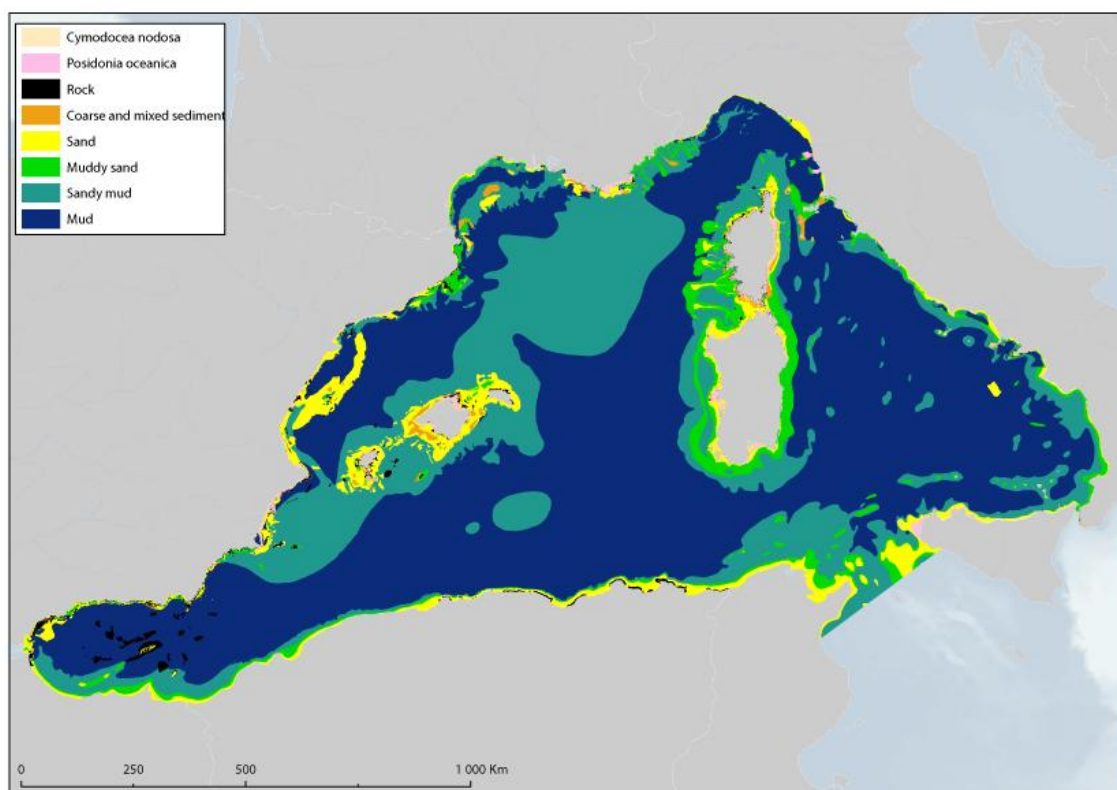 Cymodocea nodosa
Posidonia oceanica
Rock
Coarse and mixed sediment
Sand
Muddy sand
Sandy mud
Mud
0 250 500 1 000 Km